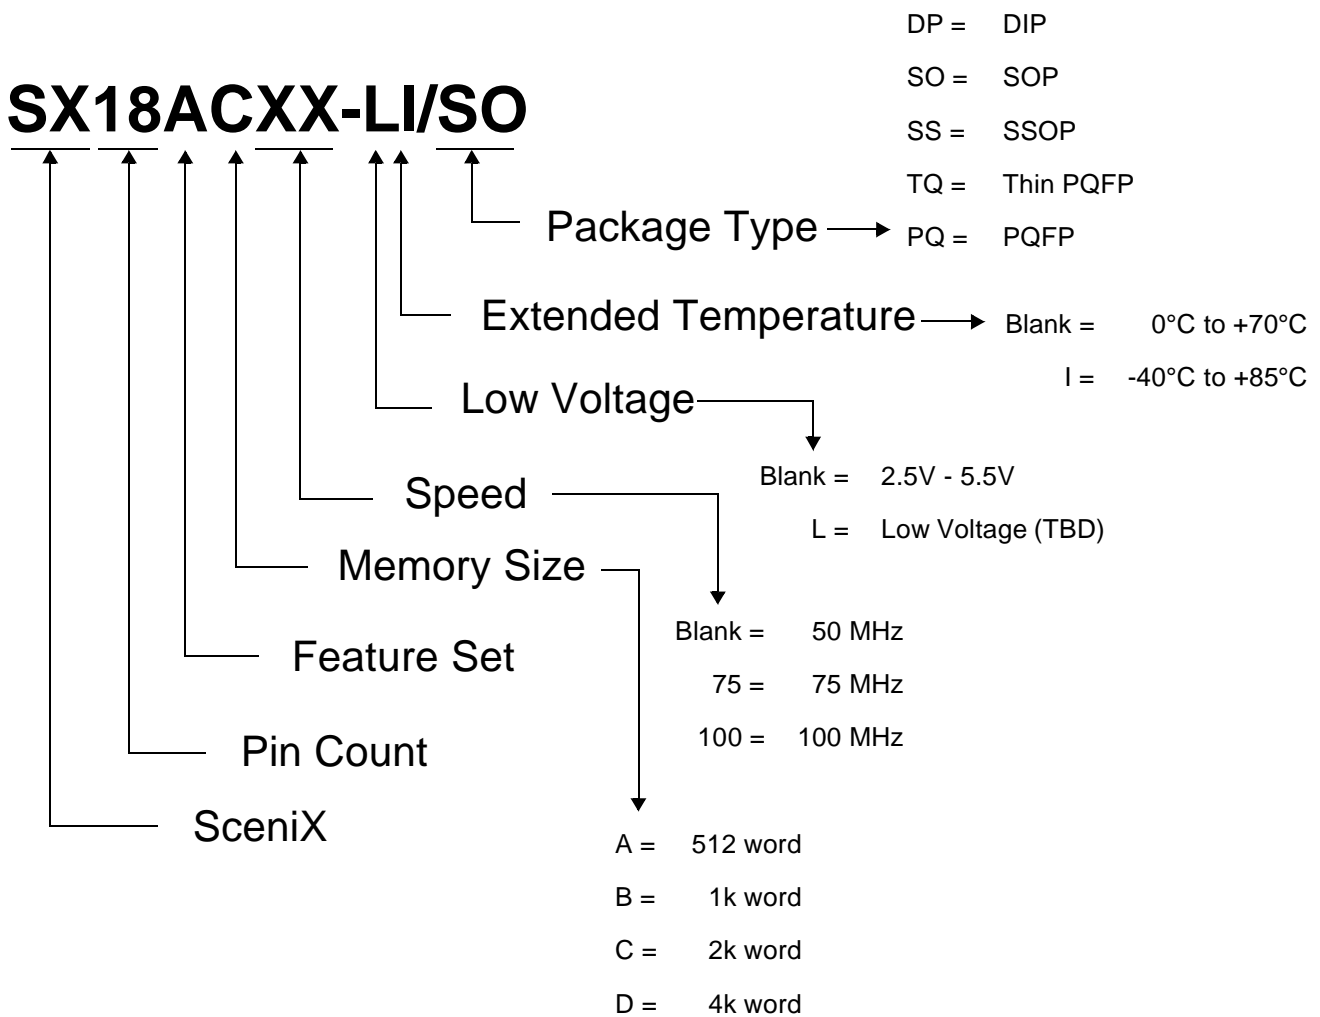 SX18ACXX-LI/SO
DP = DIP
SO = SOP
SS = SSOP
TQ = Thin PQFP
PQ = PQFP
Package Type
Extended Temperature
Blank = 0°C to +70°C
I = -40°C to +85°C
Low Voltage
Blank = 2.5V - 5.5V
L = Low Voltage (TBD)
Speed
Blank = 50 MHz
75 = 75 MHz
100 = 100 MHz
Memory Size
A = 512 word
B = 1k word
C = 2k word
D = 4k word
Feature Set
Pin Count
SceniX